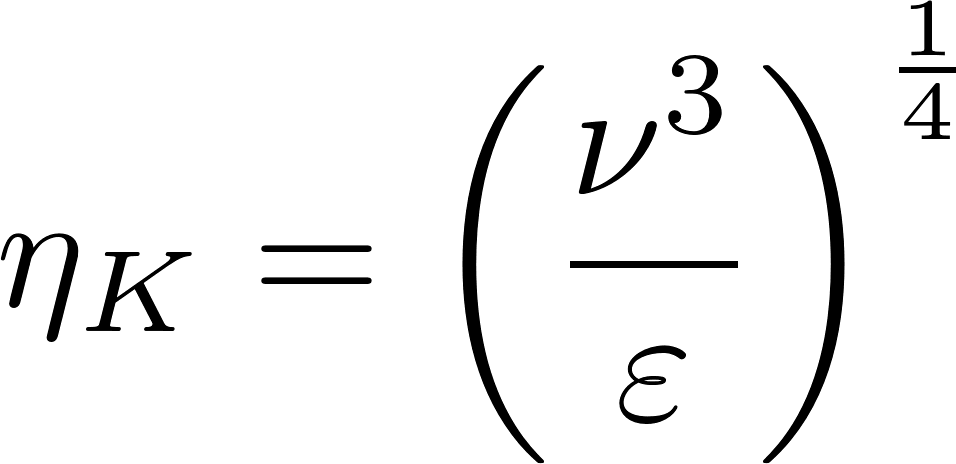 η_K = (ν^3/ε)^{1/4}